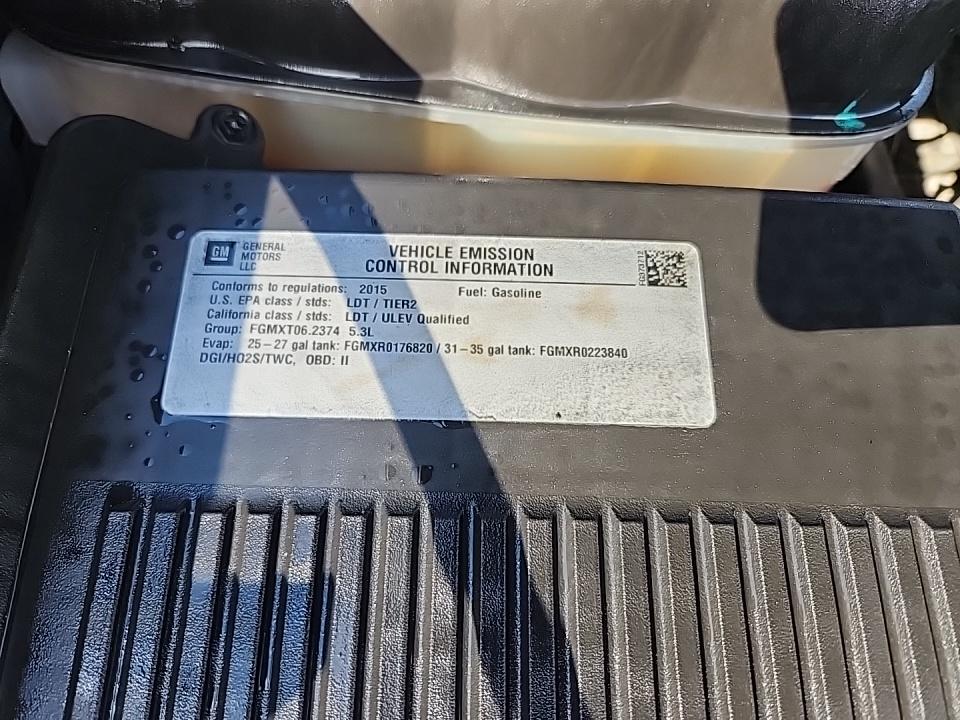 GM GENERAL MOTORS LLC
VEHICLE EMISSION
CONTROL INFORMATION
FG373712
Conforms to regulations: 2015 Fuel: Gasoline
U.S. EPA class / stds: LDT / TIER2
California class / stds: LDT / ULEV Qualified
Group: FGMXT06.2374 5.3L
Evap: 25-27 gal tank: FGMXR0176820 / 31-35 gal tank: FGMXR0223840
DGI/HO2S/TWC, OBD: II